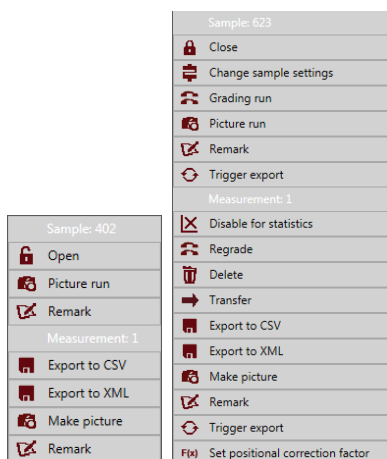 Sample: 402
Open
Picture run
Remark
Measurement: 1
Export to CSV
Export to XML
Make picture
Remark
Sample: 623
Close
Change sample settings
Grading run
Picture run
Remark
Trigger export
Measurement: 1
Disable for statistics
Regrade
Delete
Transfer
Export to CSV
Export to XML
Make picture
Remark
Trigger export
F(x) Set positional correction factor